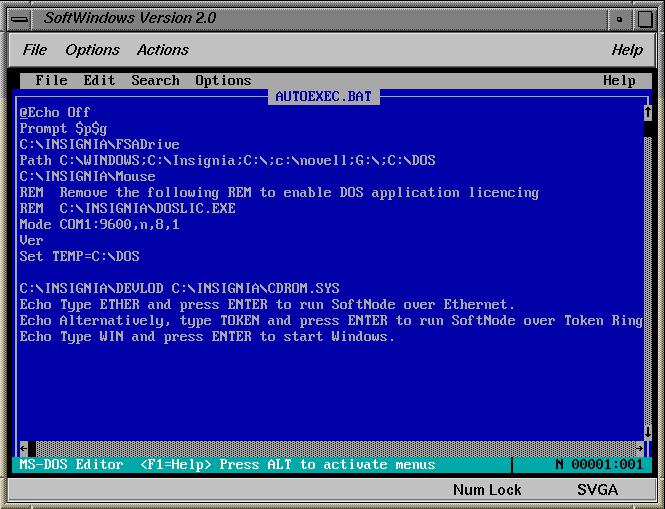 SoftWindows Version 2.0
File Options Actions Help
File Edit Search Options Help
AUTOEXEC.BAT
@Echo Off
Prompt $p$g
C:\INSIGNIA\FSADrive
Path C:\WINDOWS;C:\Insignia;C:\;c:\novell;G:\;C:\DOS
C:\INSIGNIA\Mouse
REM  Remove the following REM to enable DOS application licencing
REM  C:\INSIGNIA\DOSLIC.EXE
Mode COM1:9600,n,8,1
Ver
Set TEMP=C:\DOS
C:\INSIGNIA\DEVLOD C:\INSIGNIA\CDROM.SYS
Echo Type ETHER and press ENTER to run SoftNode over Ethernet.
Echo Alternatively, type TOKEN and press ENTER to run SoftNode over Token Ring
Echo Type WIN and press ENTER to start Windows.
MS-DOS Editor <F1=Help> Press ALT to activate menus N 00001:001
Num Lock SVGA